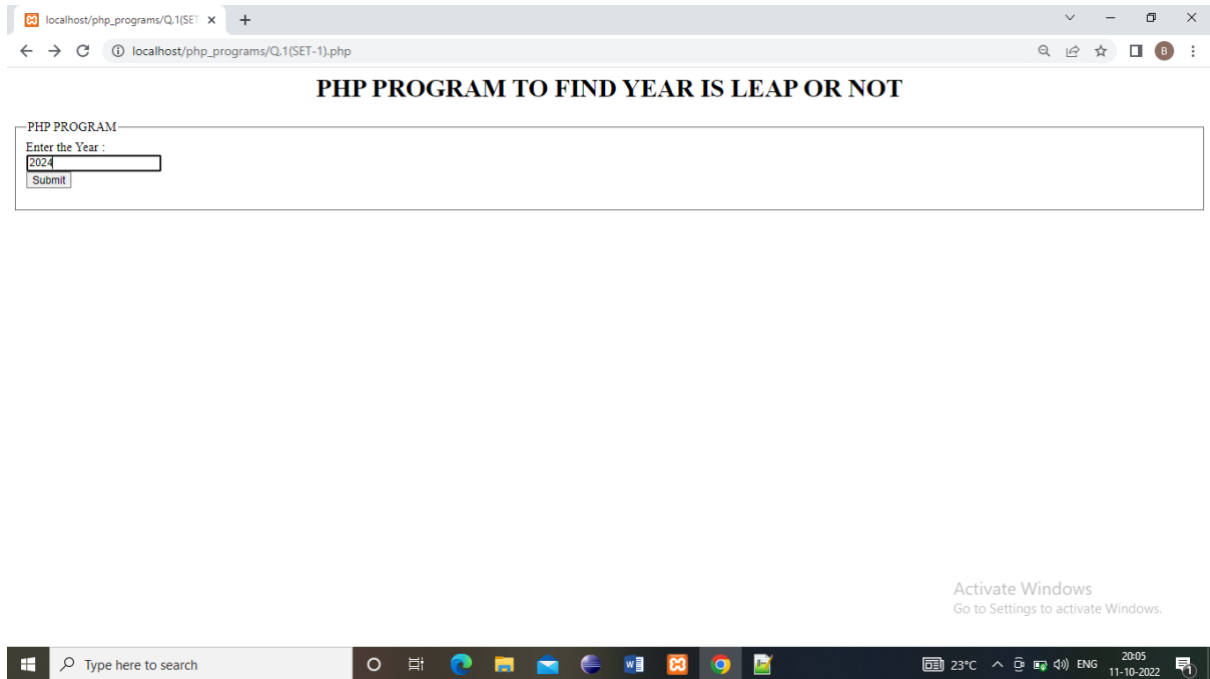 localhost/php_programs/Q.1(SET
localhost/php_programs/Q.1(SET-1).php
B
PHP PROGRAM TO FIND YEAR IS LEAP OR NOT
PHP PROGRAM
Enter the Year :
2024
Submit
Activate Windows
Go to Settings to activate Windows.
Type here to search
23°C
ENG
20:05
11-10-2022
1